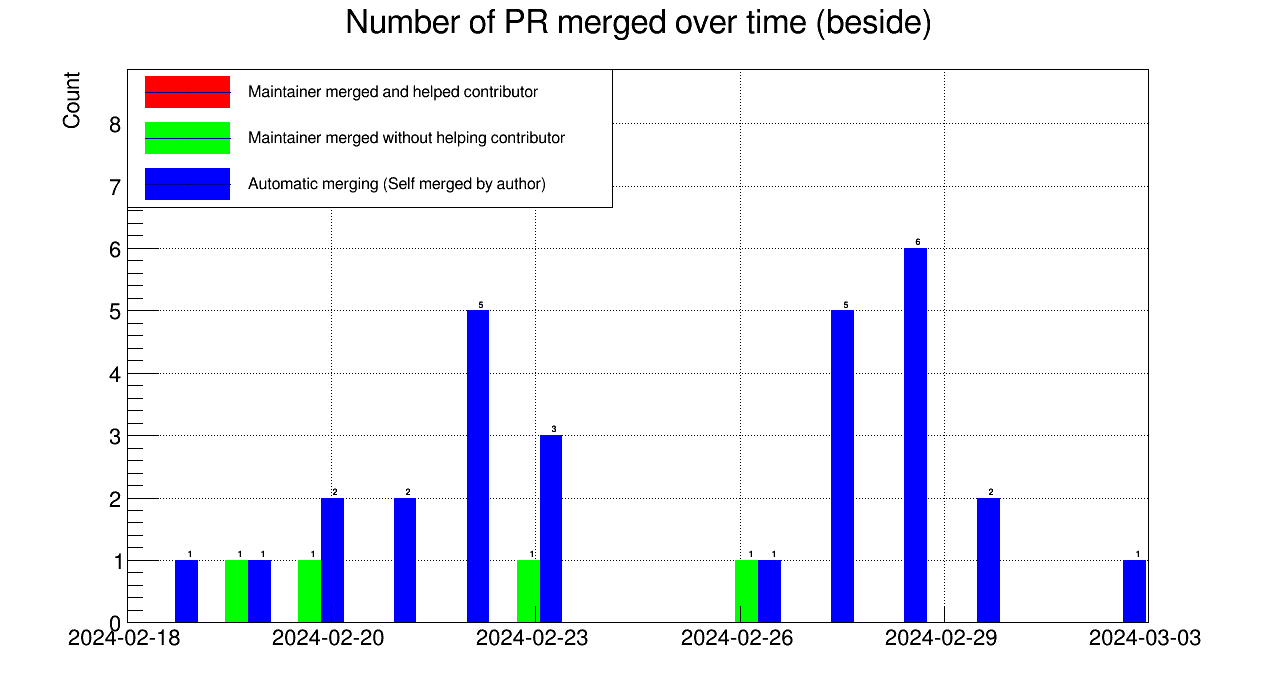 Number of PR merged over time (beside)
Count
Maintainer merged and helped contributor
Maintainer merged without helping contributor
Automatic merging (Self merged by author)
8
7
6
5
4
3
2
1
0
1 1 1 1 2 2 5 1 3 1 1 5 6 2 1
2024-02-18 2024-02-20 2024-02-23 2024-02-26 2024-02-29 2024-03-03